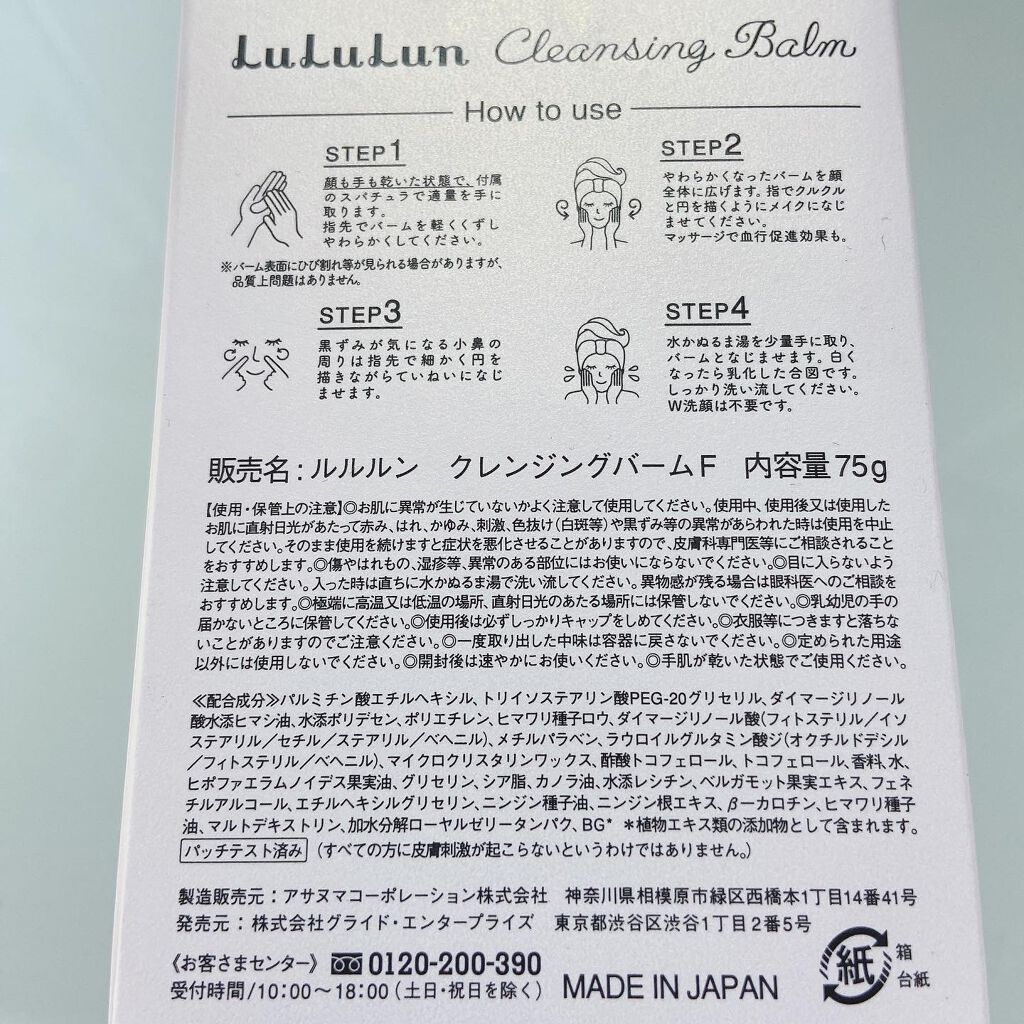 LuLuLun Cleansing Balm
How to use
STEP1
顔も手も乾いた状態で、付属
のスパチュラで適量を手に
取ります。
指先でバームを軽くくずし
やわらかくしてください。
※バーム表面にひび割れ等が見られる場合がありますが、
品質上問題はありません。
STEP2
やわらかくなったバームを顔
全体に広げます。指でクルクル
と円を描くようにメイクになじ
ませてください。
マッサージで血行促進効果も。
STEP3
黒ずみが気になる小鼻の
周りは指先で細かく円を
描きながらていねいになじ
ませます。
STEP4
水かぬるま湯を少量手に取り、
バームとなじませます。白く
なったら乳化した合図です。
しっかり洗い流してください。
W洗顔は不要です。
販売名：ルルルン クレンジングバームF 内容量75g
【使用・保管上の注意】◎お肌に異常が生じていないかよく注意して使用してください。使用中、使用後又は使用した
お肌に直射日光があたって赤み、はれ、かゆみ、刺激、色抜け（白斑等）や黒ずみ等の異常があらわれた時は使用を中止
してください。そのまま使用を続けますと症状を悪化させることがありますので、皮膚科専門医等にご相談されること
をおすすめします。◎傷やはれもの、湿疹等、異常のある部位にはお使いにならないでください。◎目に入らないよう
注意してください。入った時は直ちに水かぬるま湯で洗い流してください。異物感が残る場合は眼科医へのご相談を
おすすめします。◎極端に高温又は低温の場所、直射日光のあたる場所には保管しないでください。◎乳幼児の手の
届かないところに保管してください。◎使用後は必ずしっかりキャップをしめてください。◎衣服等につきますと落ちな
いことがありますのでご注意ください。◎一度取り出した中味は容器に戻さないでください。◎定められた用途
以外には使用しないでください。◎開封後は速やかにお使いください。◎手肌が乾いた状態でご使用ください。
≪配合成分≫パルミチン酸エチルヘキシル、トリイソステアリン酸PEG-20グリセリル、ダイマージリノール
酸水添ヒマシ油、水添ポリデセン、ポリエチレン、ヒマワリ種子ロウ、ダイマージリノール酸（フィトステリル／イソ
ステアリル／セチル／ステアリル／ベヘニル）、メチルパラベン、ラウロイルグルタミン酸ジ（オクチルドデシル
／フィトステリル／ベヘニル）、マイクロクリスタリンワックス、酢酸トコフェロール、トコフェロール、香料、水、
ヒポファエラムノイデス果実油、グリセリン、シア脂、カノラ油、水添レシチン、ベルガモット果実エキス、フェネ
チルアルコール、エチルヘキシルグリセリン、ニンジン種子油、ニンジン根エキス、β－カロチン、ヒマワリ種子
油、マルトデキストリン、加水分解ローヤルゼリータンパク、BG* ＊植物エキス類の添加物として含まれます。
パッチテスト済み（すべての方に皮膚刺激が起こらないというわけではありません。）
製造販売元：アサヌマコーポレーション株式会社 神奈川県相模原市緑区西橋本1丁目14番41号
発売元：株式会社グライド・エンタープライズ 東京都渋谷区渋谷1丁目2番5号
《お客さまセンター》 0120-200-390
受付時間／10:00～18:00（土日・祝日を除く） MADE IN JAPAN
紙 箱
台紙